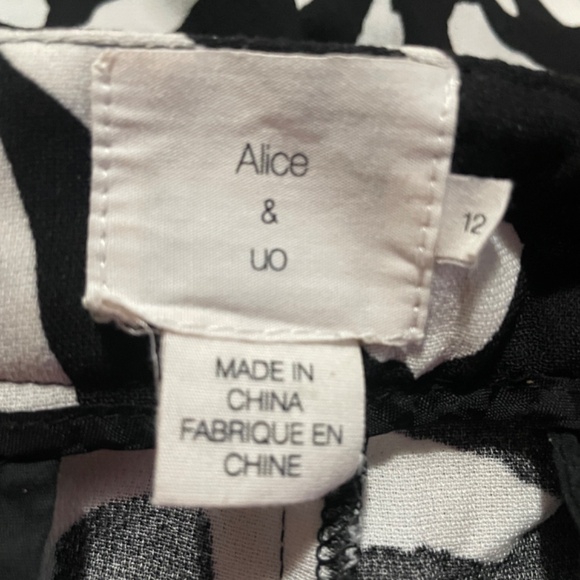 Alice
&
UO
12
MADE IN
CHINA
FABRIQUE EN
CHINE